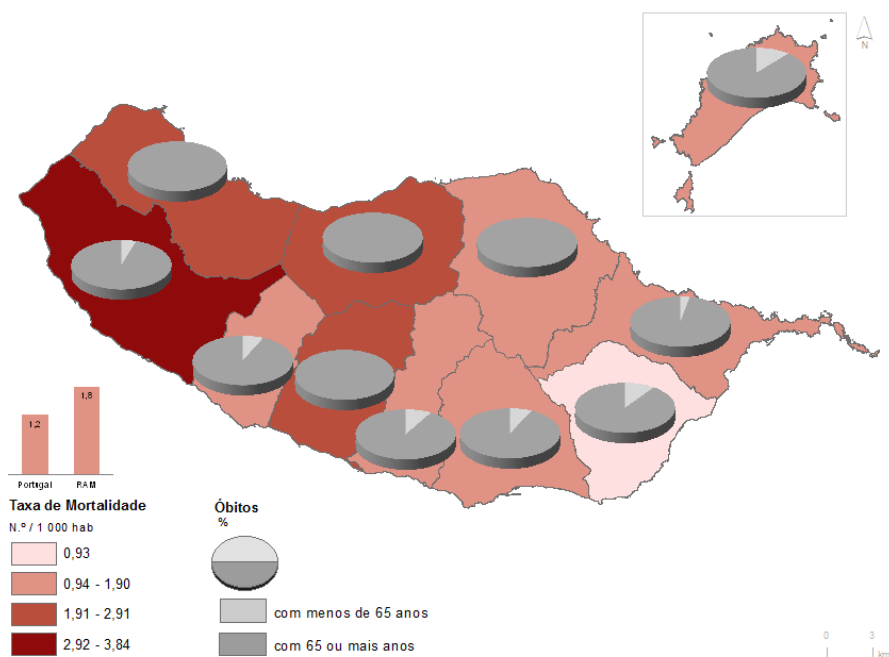 N
1,2
1,8
Portugal
RAM
Taxa de Mortalidade
N.º / 1 000 hab
0,93
0,94 - 1,90
1,91 - 2,91
2,92 - 3,84
Óbitos
%
com menos de 65 anos
com 65 ou mais anos
0 3
km